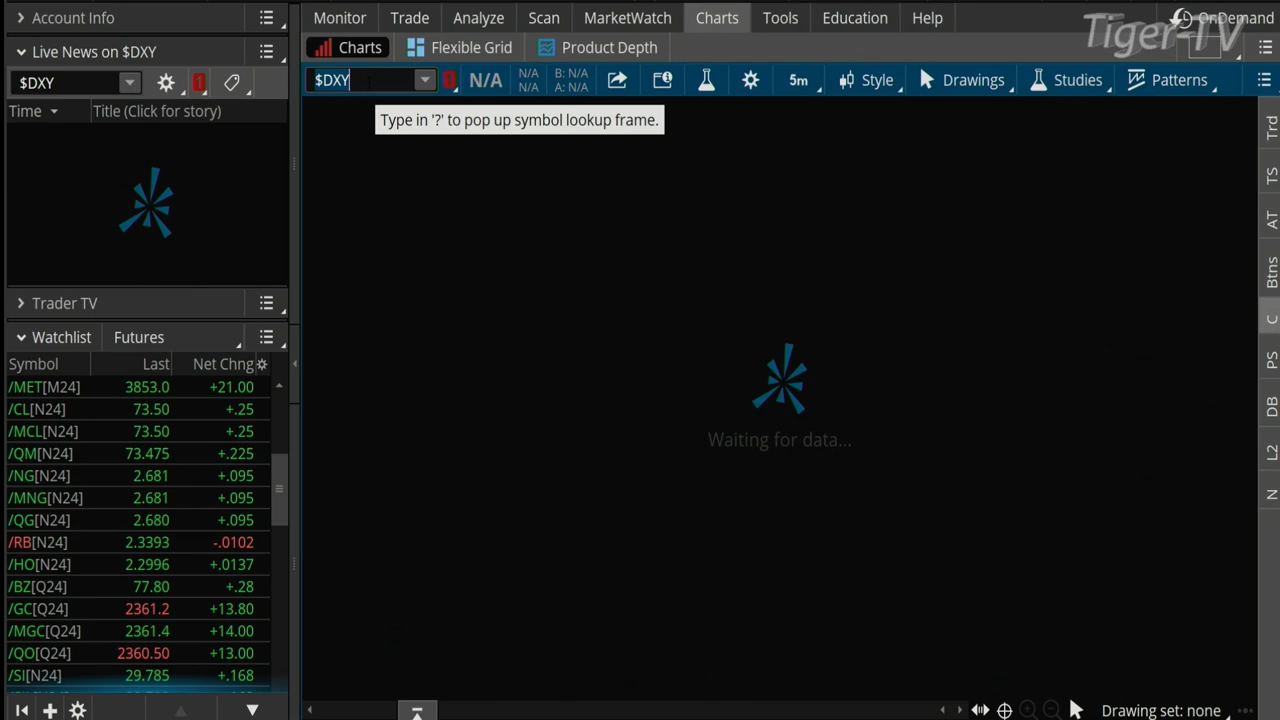 Account Info
Monitor Trade Analyze Scan MarketWatch Charts Tools Education Help OnDemand
Tiger-TV
Live News on $DXY
Charts Flexible Grid Product Depth
$DXY 1
$DXY 1 N/A N/A N/A B: N/A A: N/A 5m Style Drawings Studies Patterns
Time Title (Click for story)
Type in '?' to pop up symbol lookup frame.
Waiting for data...
Trader TV
Watchlist Futures
Symbol Last Net Chng
/MET[M24] 3853.0 +21.00
/CL[N24] 73.50 +.25
/MCL[N24] 73.50 +.25
/QM[N24] 73.475 +.225
/NG[N24] 2.681 +.095
/MNG[N24] 2.681 +.095
/QG[N24] 2.680 +.095
/RB[N24] 2.3393 -.0102
/HO[N24] 2.2996 +.0137
/BZ[Q24] 77.80 +.28
/GC[Q24] 2361.2 +13.80
/MGC[Q24] 2361.4 +14.00
/QO[Q24] 2360.50 +13.00
/SI[N24] 29.785 +.168
Trd
TS
AT
Btns
C
PS
DB
L2
N
Drawing set: none